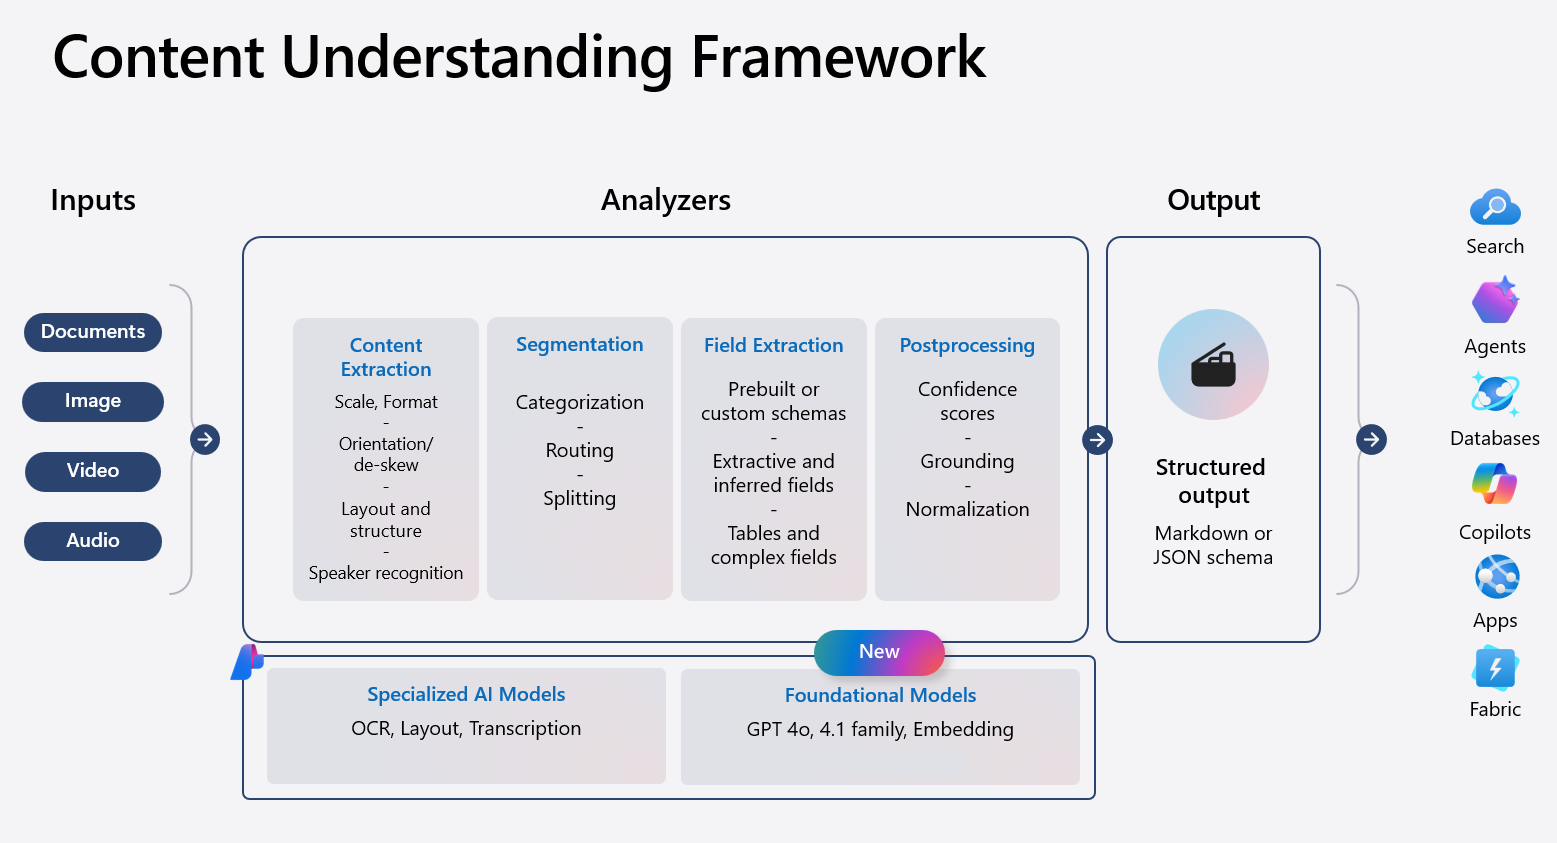 Content Understanding Framework
Inputs
Documents
Image
Video
Audio
Analyzers
Content
Extraction
Scale, Format
-
Orientation/
de-skew
-
Layout and
structure
-
Speaker recognition
Segmentation
Categorization
-
Routing
-
Splitting
Field Extraction
Prebuilt or
custom schemas
-
Extractive and
inferred fields
-
Tables and
complex fields
Postprocessing
Confidence
scores
-
Grounding
-
Normalization
Specialized AI Models
OCR, Layout, Transcription
New
Foundational Models
GPT 4o, 4.1 family, Embedding
Output
Structured
output
Markdown or
JSON schema
Search
Agents
Databases
Copilots
Apps
Fabric